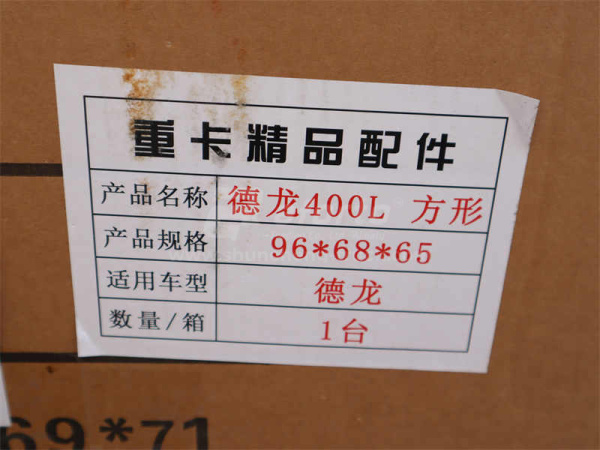 重卡精品配件
产品名称 德龙400L 方形
产品规格 96*68*65
适用车型 德龙
数量/箱 1台
69*71